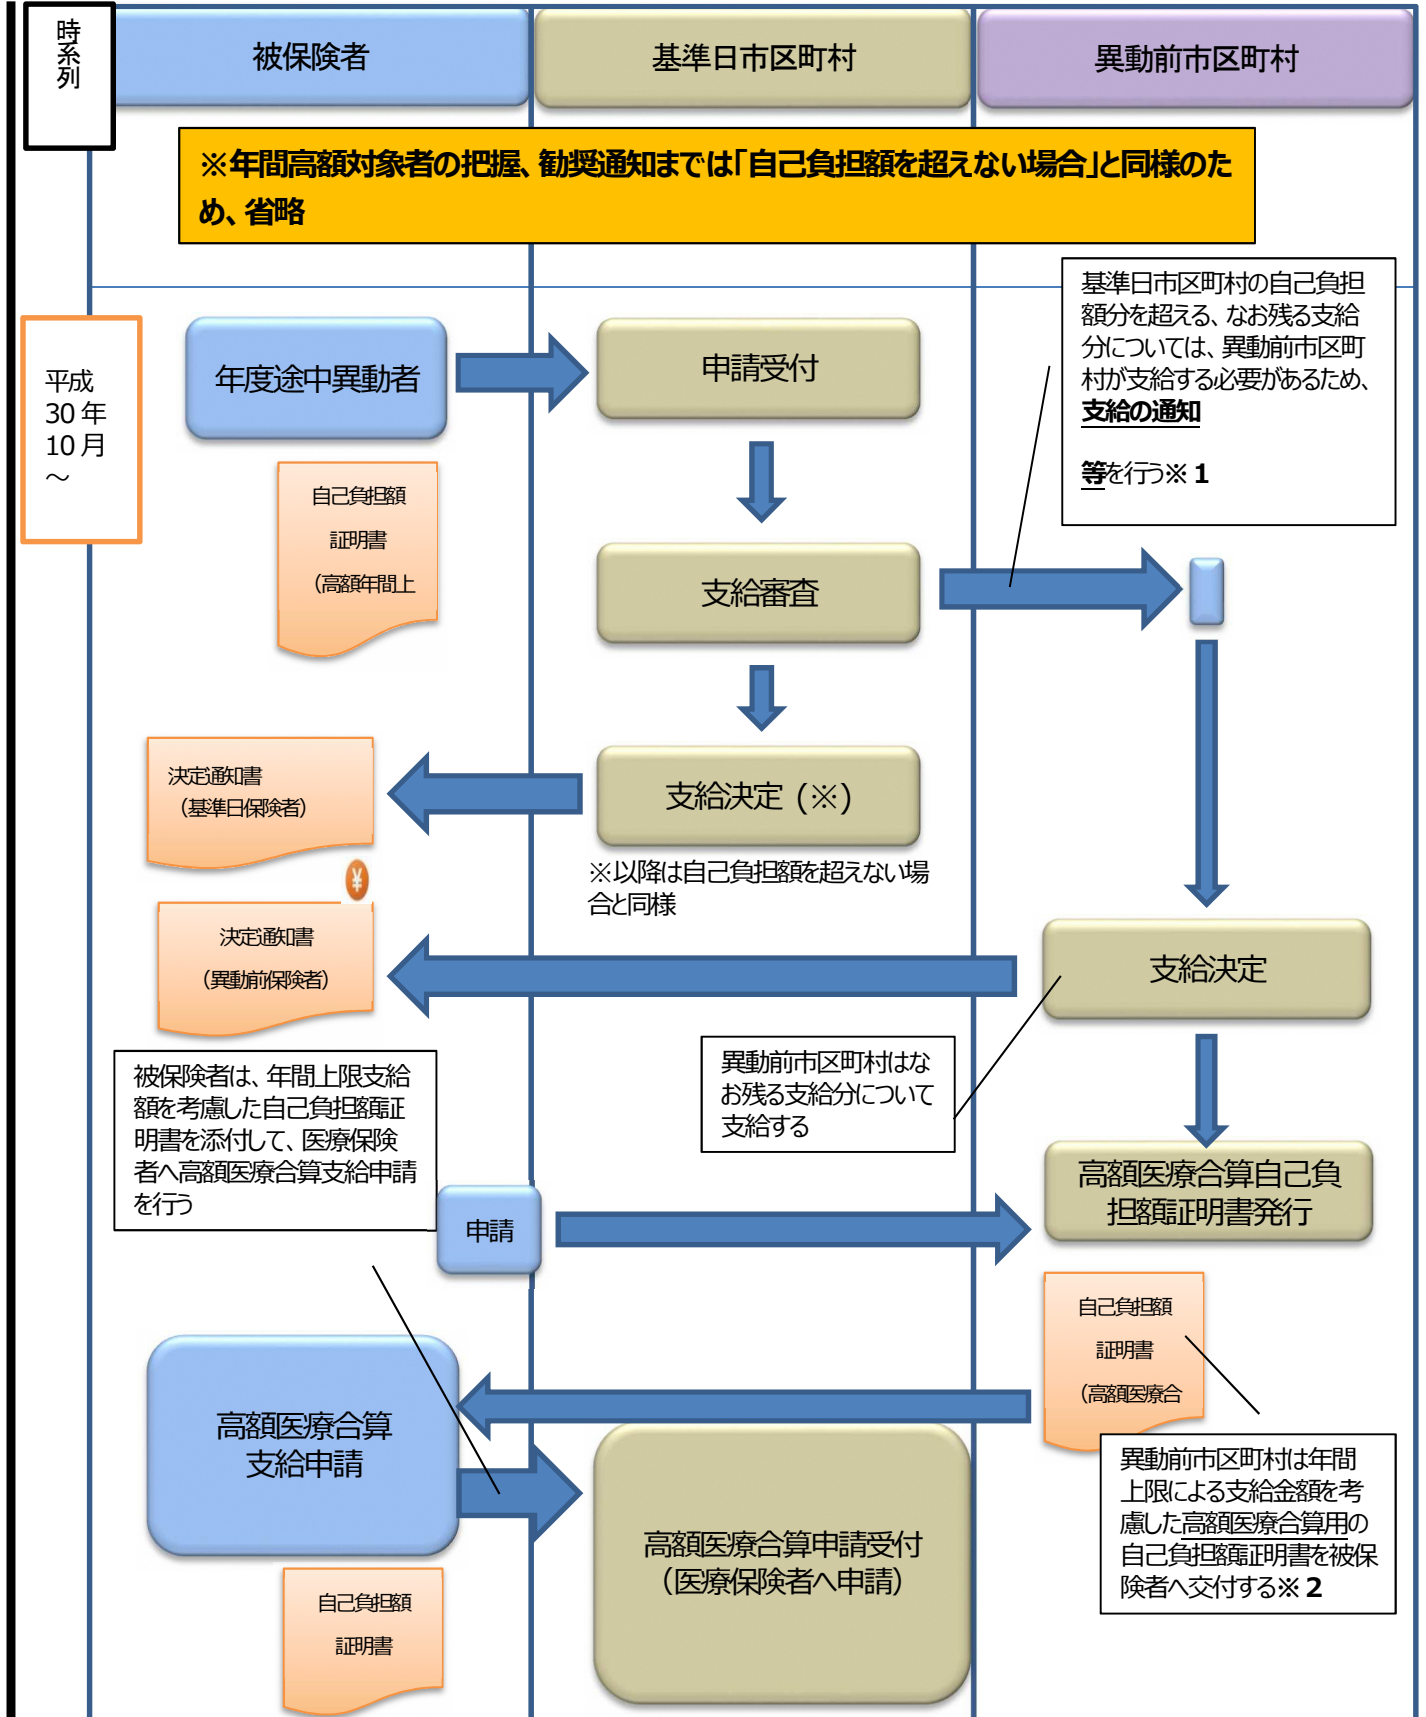 時系列
被保険者
基準日市区町村
異動前市区町村
※年間高額対象者の把握、勧奨通知までは「自己負担額を超えない場合」と同様のた
め、省略
平成
30年
10月
～
年度途中異動者
申請受付
基準日市区町村の自己負担
額分を超える、なお残る支給
分については、異動前市区町
村が支給する必要があるため、
支給の通知
等を行う※1
自己負担額
証明書
（高額年間上
支給審査
決定通知書
（基準日保険者）
支給決定（※）
※以降は自己負担額を超えない場
合と同様
¥
決定通知書
（異動前保険者）
支給決定
被保険者は、年間上限支給
額を考慮した自己負担額証
明書を添付して、医療保険
者へ高額医療合算支給申請
を行う
異動前市区町村はな
お残る支給分について
支給する
申請
高額医療合算自己負
担額証明書発行
自己負担額
証明書
（高額医療合
高額医療合算
支給申請
高額医療合算申請受付
（医療保険者へ申請）
異動前市区町村は年間
上限による支給金額を考
慮した高額医療合算用の
自己負担額証明書を被保
険者へ交付する※2
自己負担額
証明書